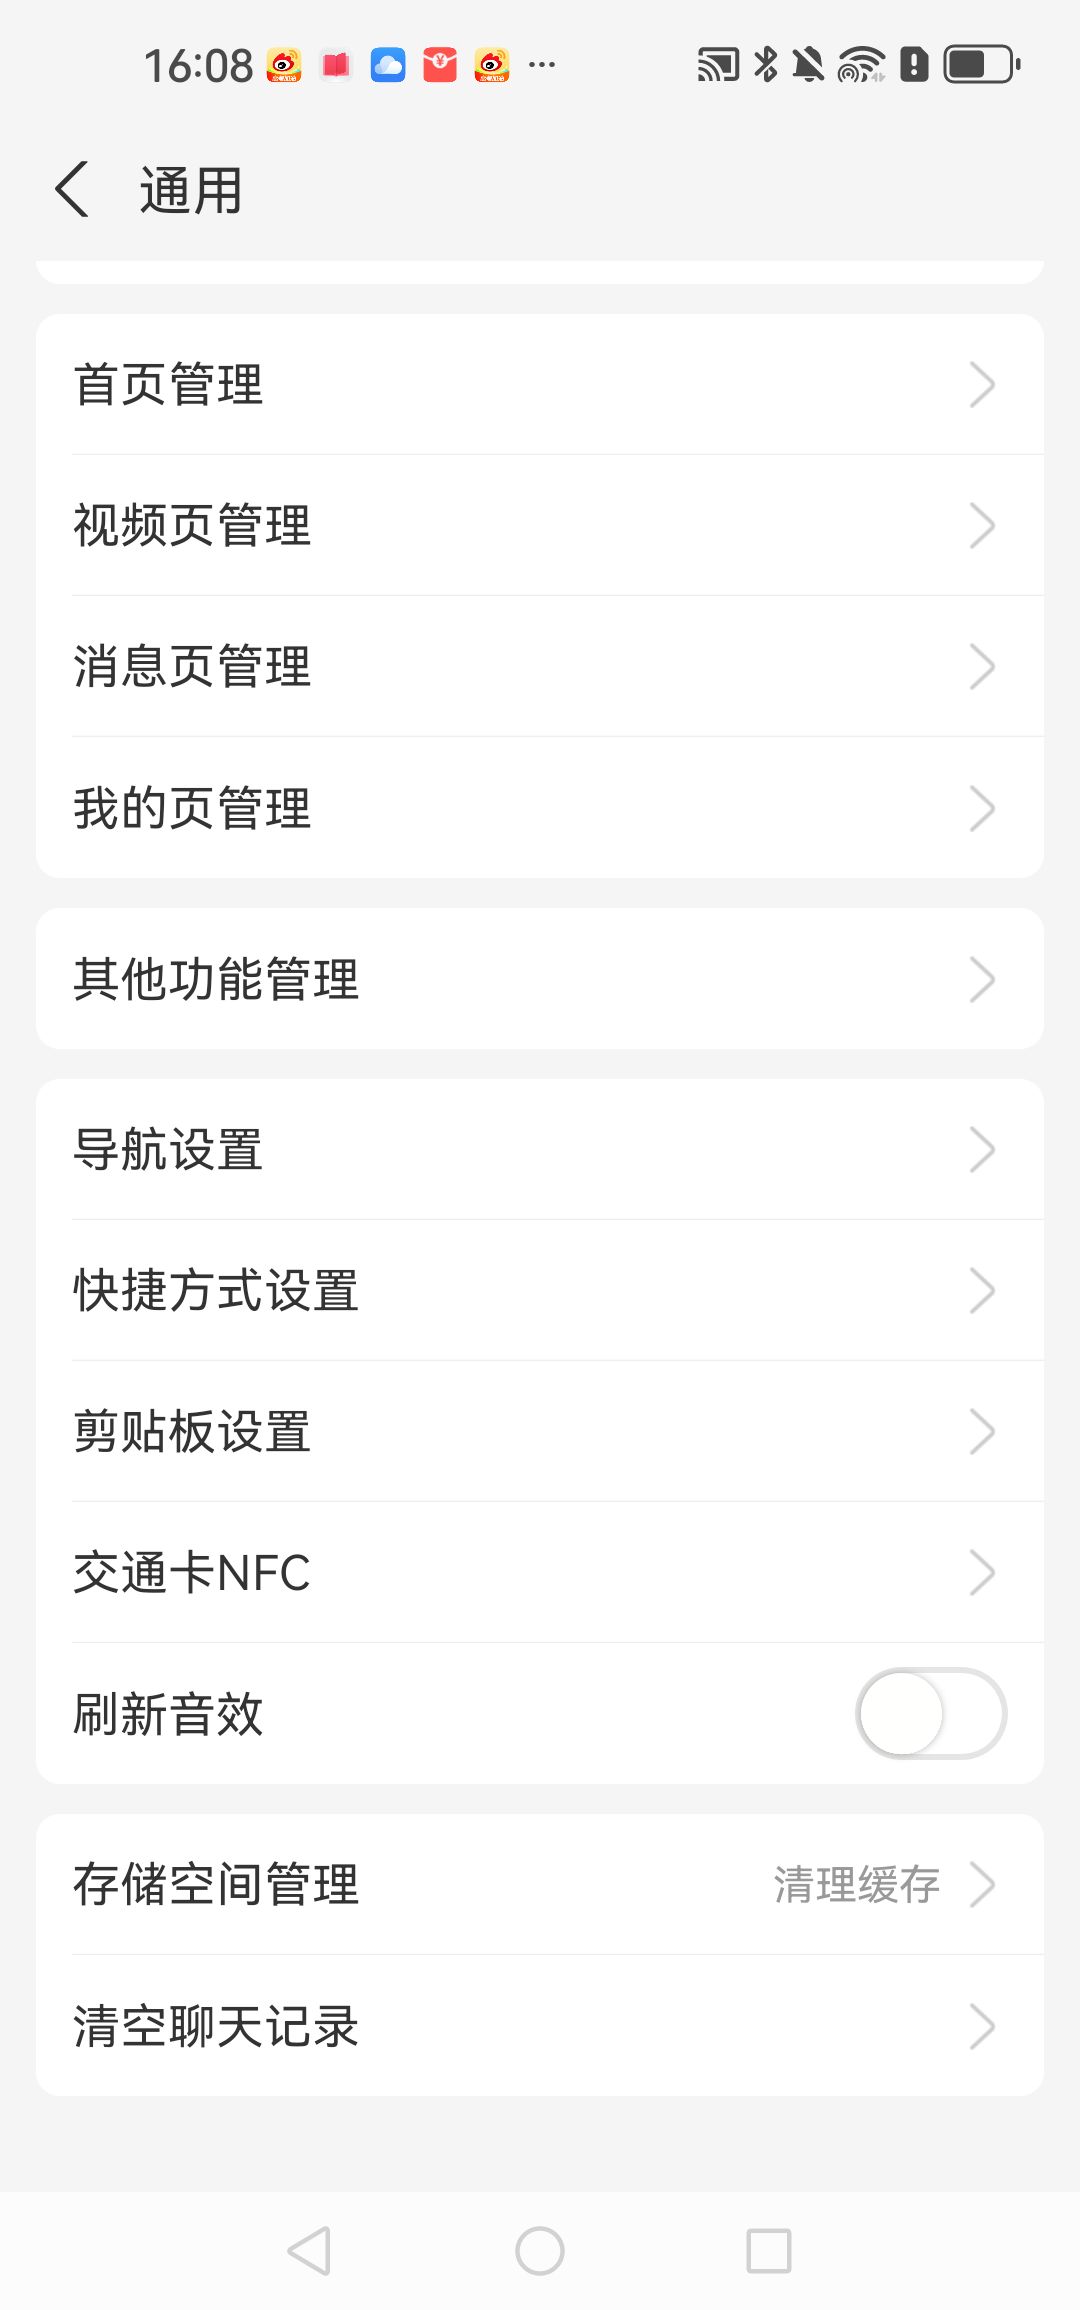 16:08
通用
首页管理
视频页管理
消息页管理
我的页管理
其他功能管理
导航设置
快捷方式设置
剪贴板设置
交通卡NFC
刷新音效
存储空间管理 清理缓存
清空聊天记录